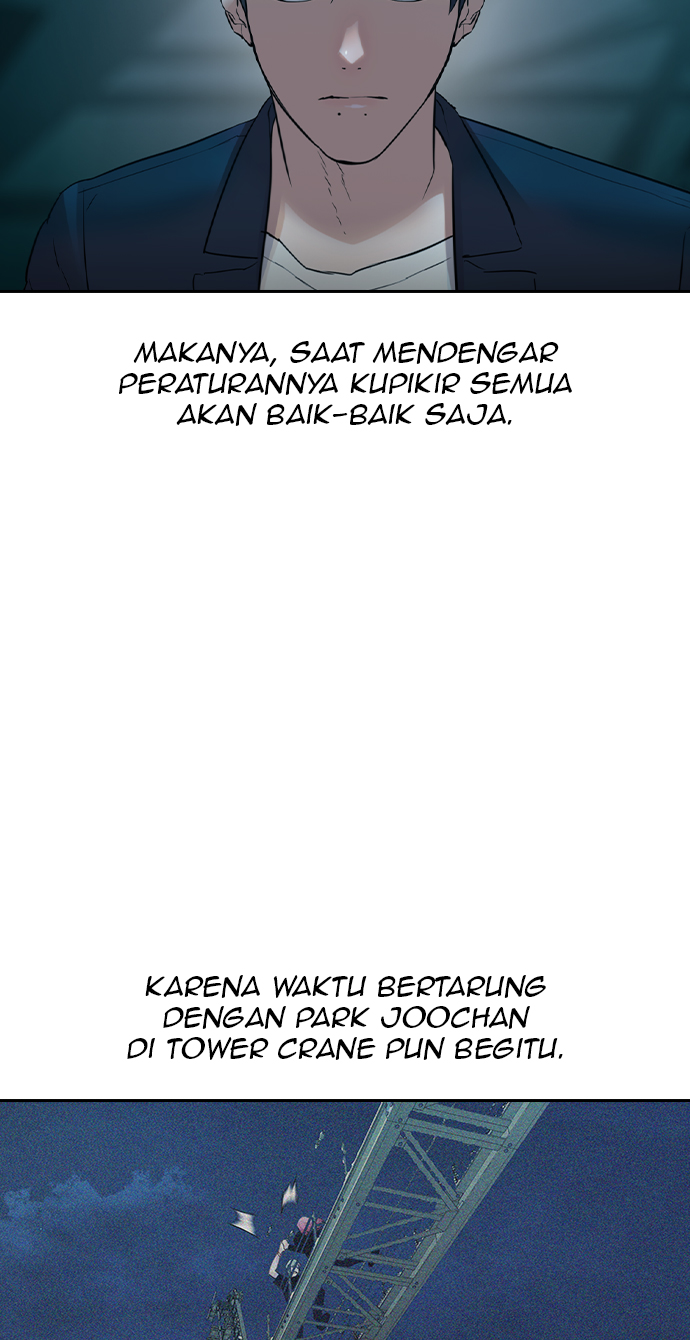 MAKANYA, SAAT MENDENGAR
PERATURANNYA KUPIKIR SEMUA
AKAN BAIK-BAIK SAJA.
KARENA WAKTU BERTARUNG
DENGAN PARK JOOCHAN
DI TOWER CRANE PUN BEGITU.